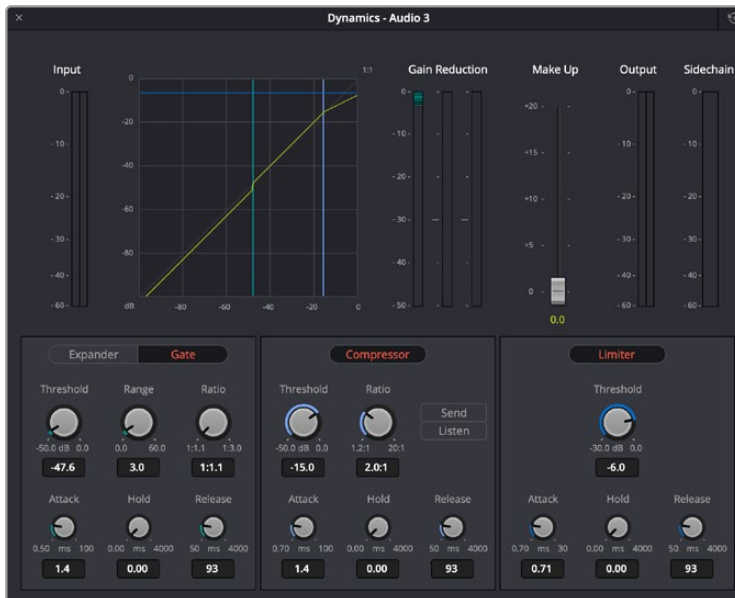 Dynamics - Audio 3
Input
Gain Reduction
Make Up
Output
Sidechain
0-
-10-
-20-
-30-
-40-
-60-
0
-20
-40
-60
-80
dB
-80
-60
-40
-20
0
1:1
0-
-10-
-20-
-30-
-40-
-50-
+20
+15
+10
+5
0
0.0
0-
-10-
-20-
-30-
-40-
-60-
0-
-10-
-20-
-30-
-40-
-60-
Expander Gate
Threshold Range Ratio
-50.0 dB 0.0 0.0 60.0 1:1.1 1:3.0
-47.6 3.0 1:1.1
Attack Hold Release
0.50 ms 100 0.00 ms 4000 50 ms 4000
1.4 0.00 93
Compressor
Threshold Ratio
Send
Listen
-50.0 dB 0.0 1.2:1 20:1
-15.0 2.0:1
Attack Hold Release
0.70 ms 100 0.00 ms 4000 50 ms 4000
1.4 0.00 93
Limiter
Threshold
-30.0 dB 0.0
-6.0
Attack Hold Release
0.70 ms 30 0.00 ms 4000 50 ms 4000
0.71 0.00 93